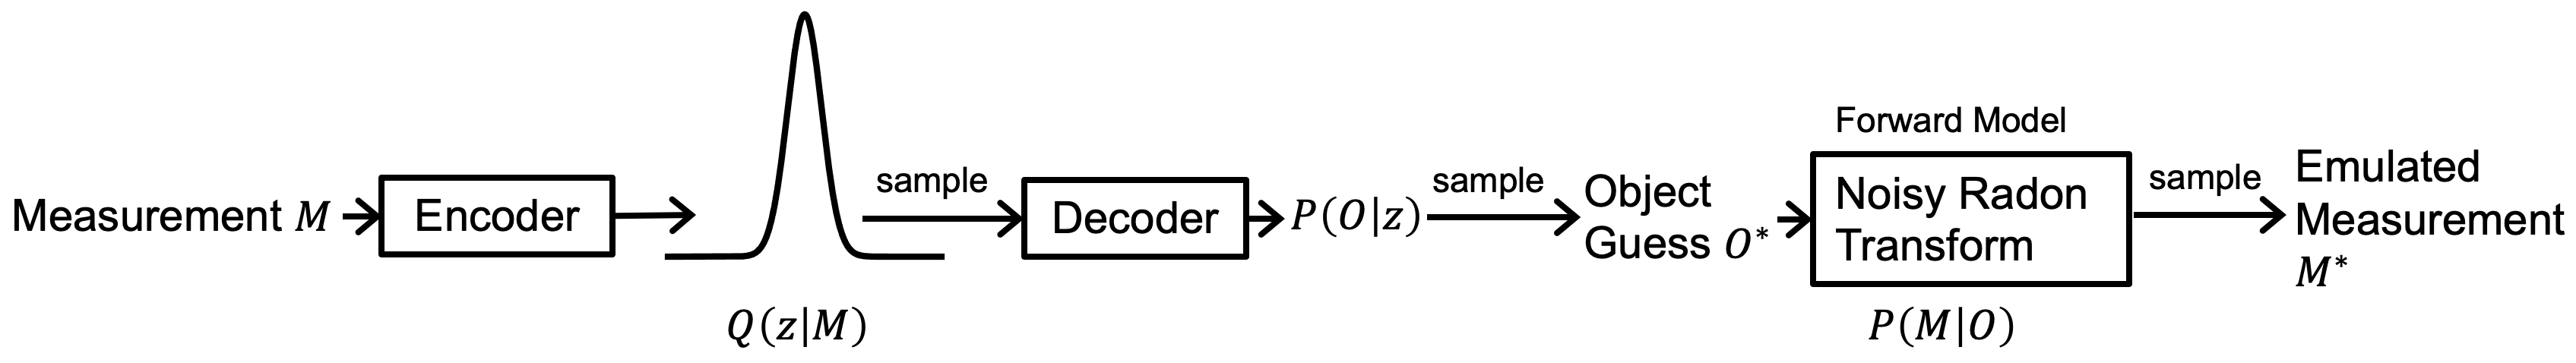 Measurement M
Encoder
Q(z|M)
sample
Decoder
P(O|z)
sample
Object
Guess O*
Forward Model
Noisy Radon
Transform
P(M|O)
sample
Emulated
Measurement
M*